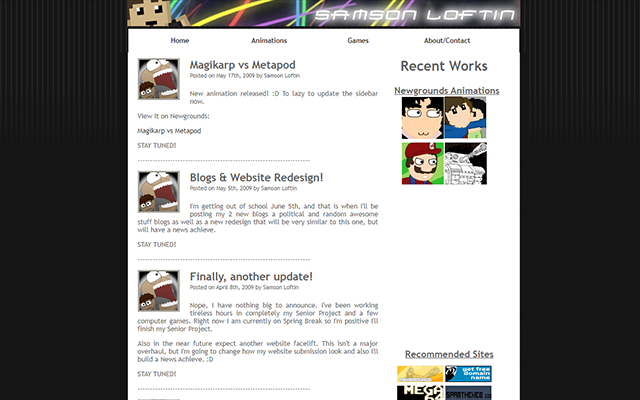 SAMSON LOFTIN
Home
Animations
Games
About/Contact
Magikarp vs Metapod
Posted on May 17th, 2009 by Samson Loftin
New animation released! :D To lazy to update the sidebar
now.
View it on Newgrounds:
Magikarp vs Metapod
STAY TUNED!
Blogs & Website Redesign!
Posted on May 5th, 2009 by Samson Loftin
I'm getting out of school June 5th, and that is when I'll be
posting my 2 new blogs a political and random awesome
stuff blogs as well as a new redesign that will be very similar to this one, but
will have a news achieve.
STAY TUNED!
Finally, another update!
Posted on April 8th, 2009 by Samson Loftin
Nope, I have nothing big to announce. I've been working
tireless hours in completely my Senior Project and a few
computer games. Right now I am currently on Spring Break so I'm positive I'll
finish my Senior Project.
Also in the near future expect another website facelift. This isn't a major
overhaul, but I'm going to change how my website submission look and also I'll
build a News Achieve. :D
STAY TUNED!
Recent Works
Newgrounds Animations
Recommended Sites
get free
domain
name
MEGA